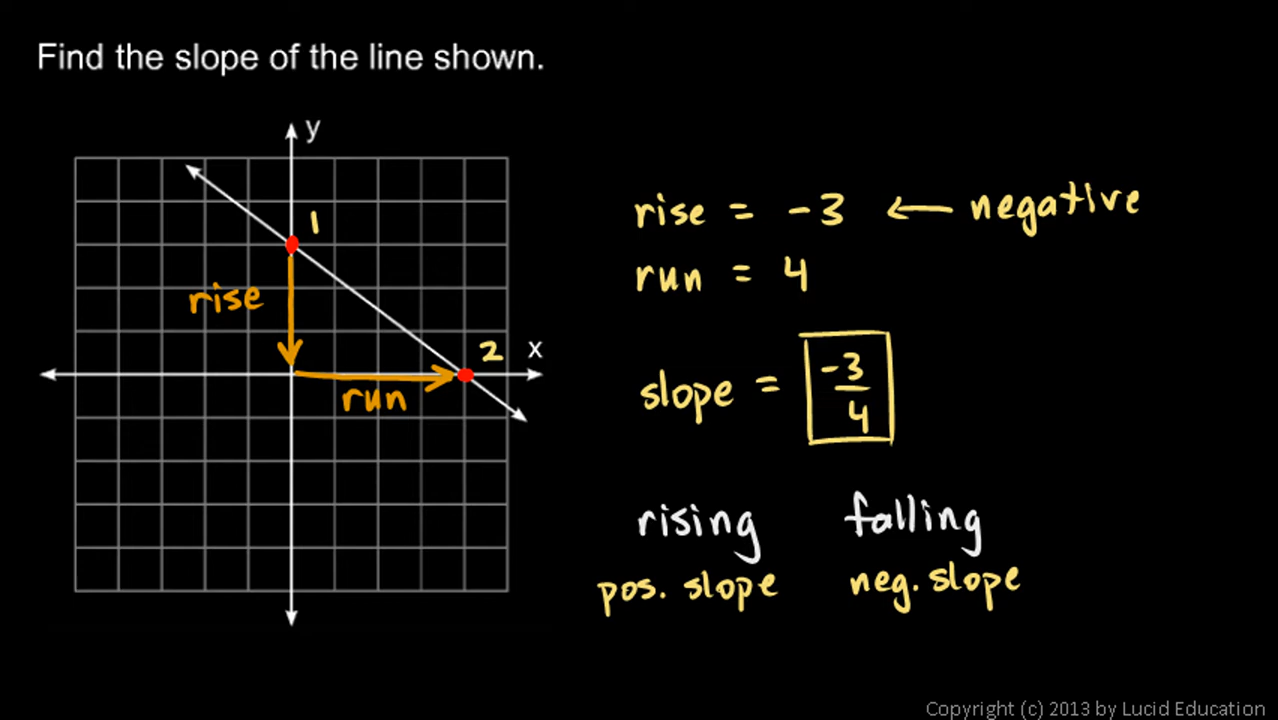 Find the slope of the line shown.
y
1
rise
2
x
run
rise = -3 ← negative
run = 4
slope = -3/4
rising falling
pos. slope neg. slope
Copyright (c) 2013 by Lucid Education